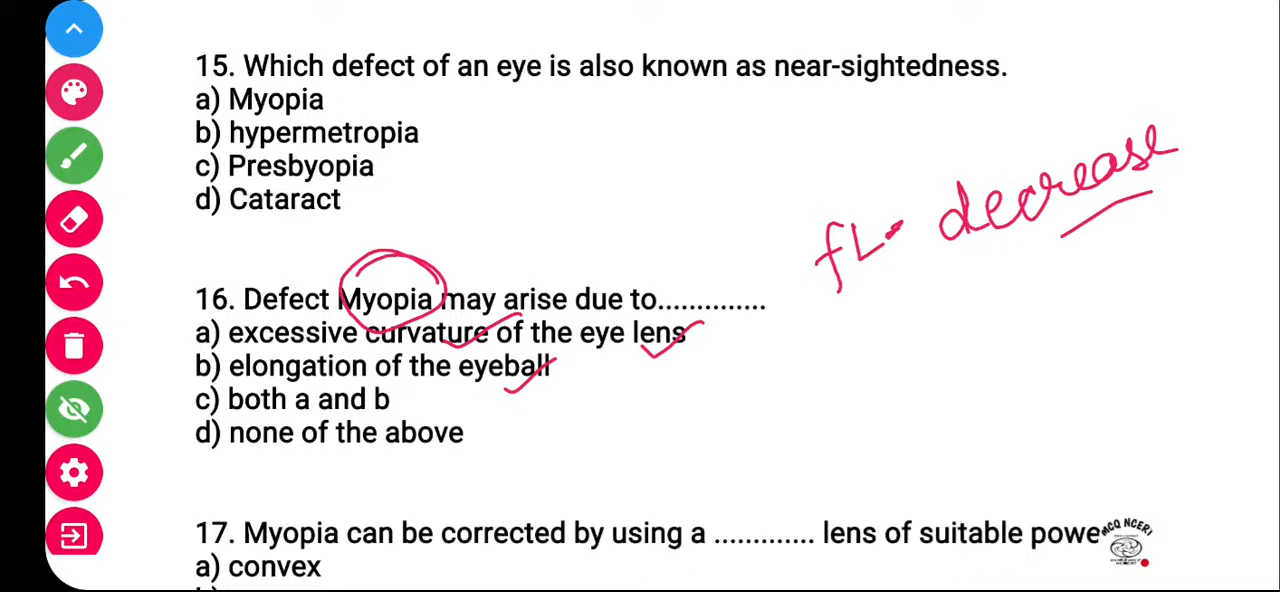 15. Which defect of an eye is also known as near-sightedness.
a) Myopia
b) hypermetropia
c) Presbyopia
d) Cataract
fL- decrease
16. Defect Myopia may arise due to..............
a) excessive curvature of the eye lens
b) elongation of the eyeball
c) both a and b
d) none of the above
17. Myopia can be corrected by using a ............. lens of suitable powe
MCQ NCERT
a) convex